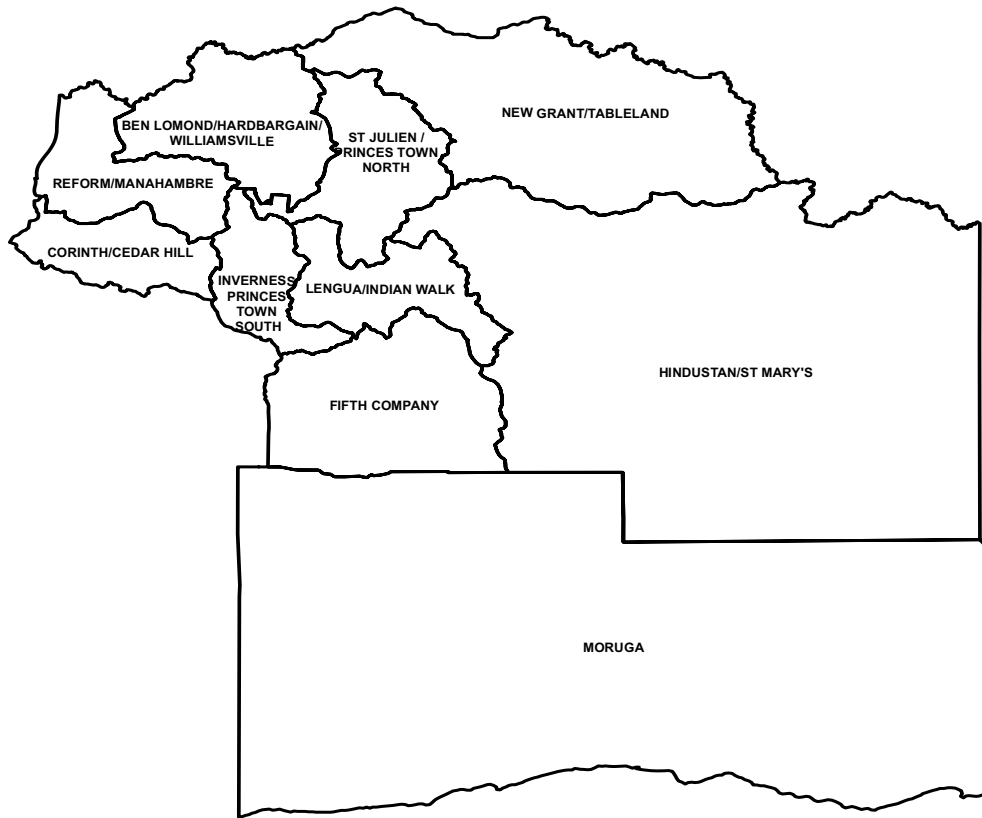 NEW GRANT/TABLELAND
BEN LOMOND/HARDBARGAIN/
WILLIAMSVILLE
ST JULIEN /
PRINCES TOWN
NORTH
REFORM/MANAHAMBRE
CORINTH/CEDAR HILL
INVERNESS
PRINCES
TOWN
SOUTH
LENGUA/INDIAN WALK
HINDUSTAN/ST MARY'S
FIFTH COMPANY
MORUGA